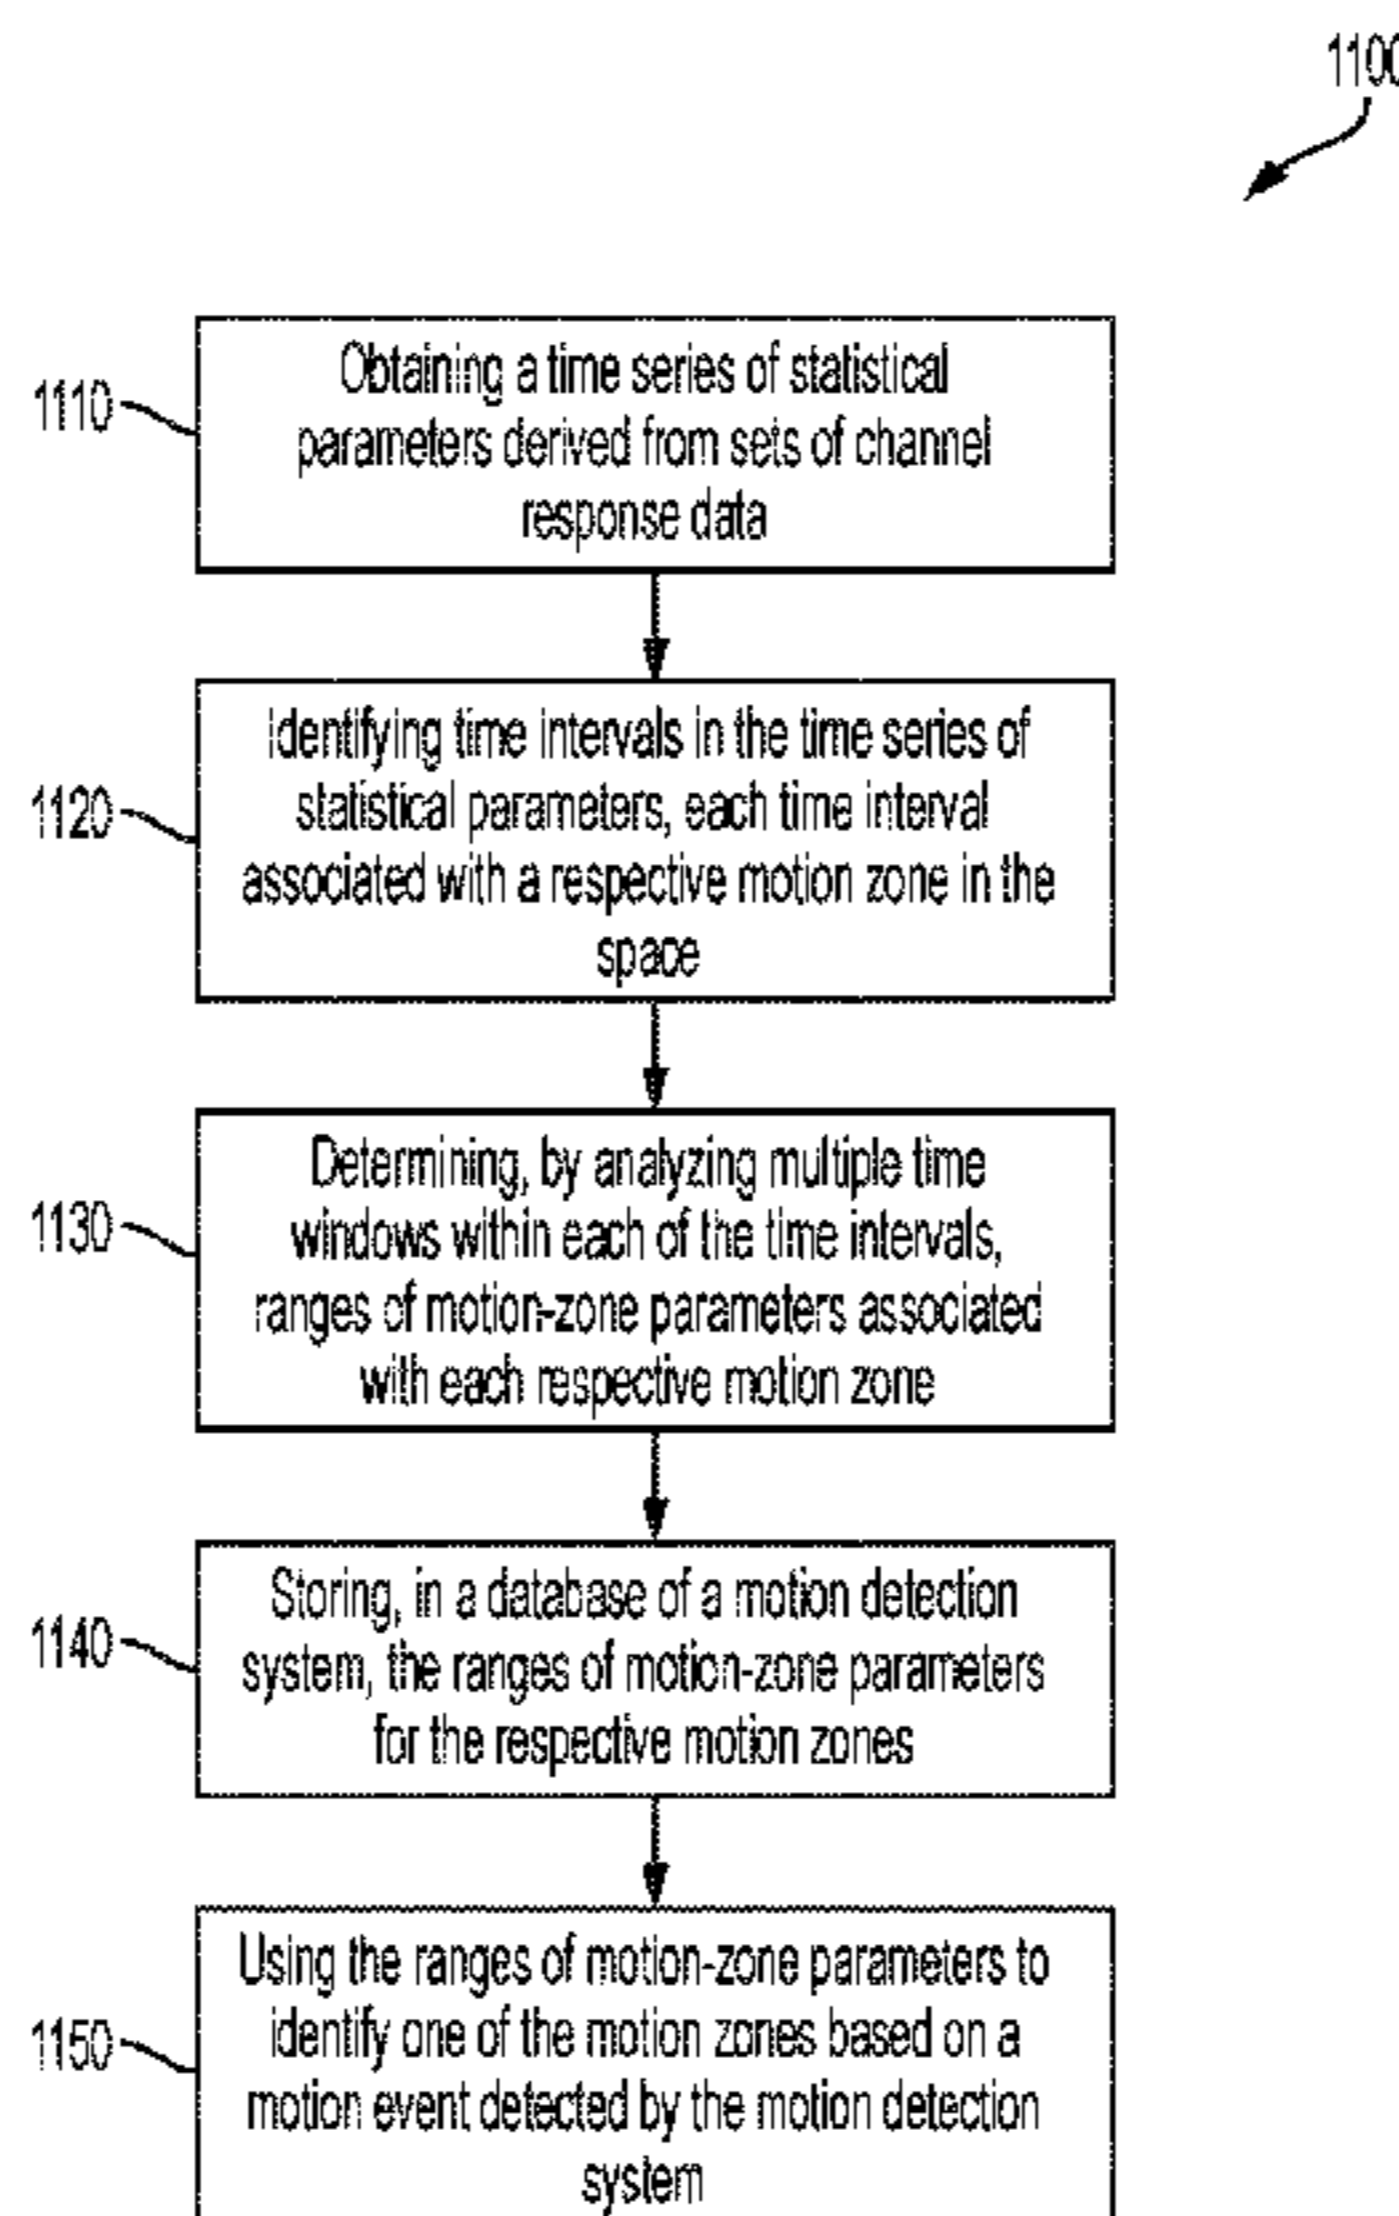 1100
1110
Obtaining a time series of statistical
parameters derived from sets of channel
response data
1120
Identifying time intervals in the time series of
statistical parameters, each time interval
associated with a respective motion zone in the
space
1130
Determining, by analyzing multiple time
windows within each of the time intervals,
ranges of motion-zone parameters associated
with each respective motion zone
1140
Storing, in a database of a motion detection
system, the ranges of motion-zone parameters
for the respective motion zones
1150
Using the ranges of motion-zone parameters to
identify one of the motion zones based on a
motion event detected by the motion detection
system